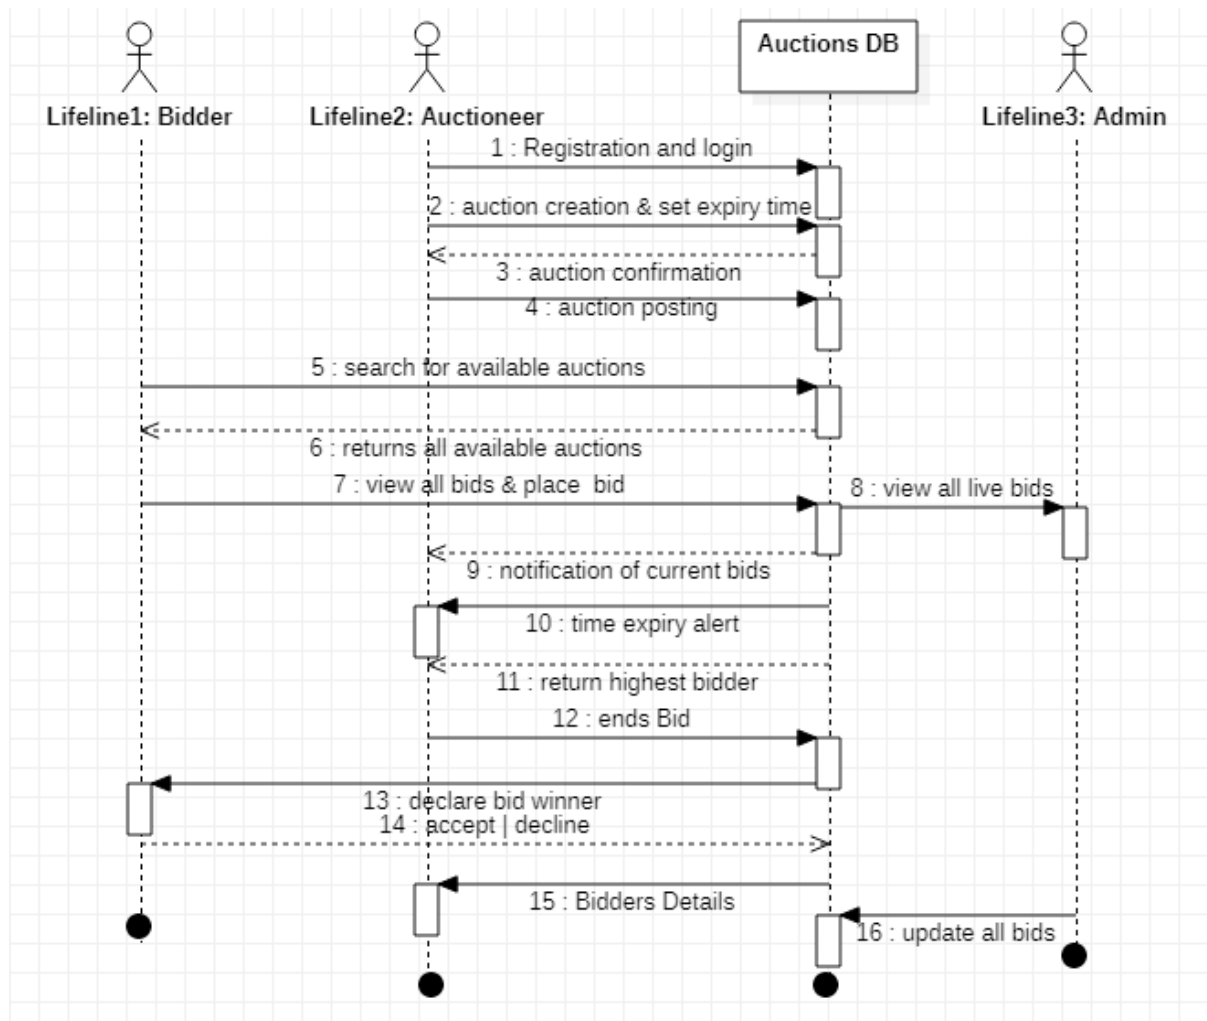 Auctions DB
Lifeline1: Bidder
Lifeline2: Auctioneer
Lifeline3: Admin
1 : Registration and login
2 : auction creation & set expiry time
3 : auction confirmation
4 : auction posting
5 : search for available auctions
6 : returns all available auctions
7 : view all bids & place  bid
8 : view all live bids
9 : notification of current bids
10 : time expiry alert
11 : return highest bidder
12 : ends Bid
13 : declare bid winner
14 : accept | decline
15 : Bidders Details
16 : update all bids